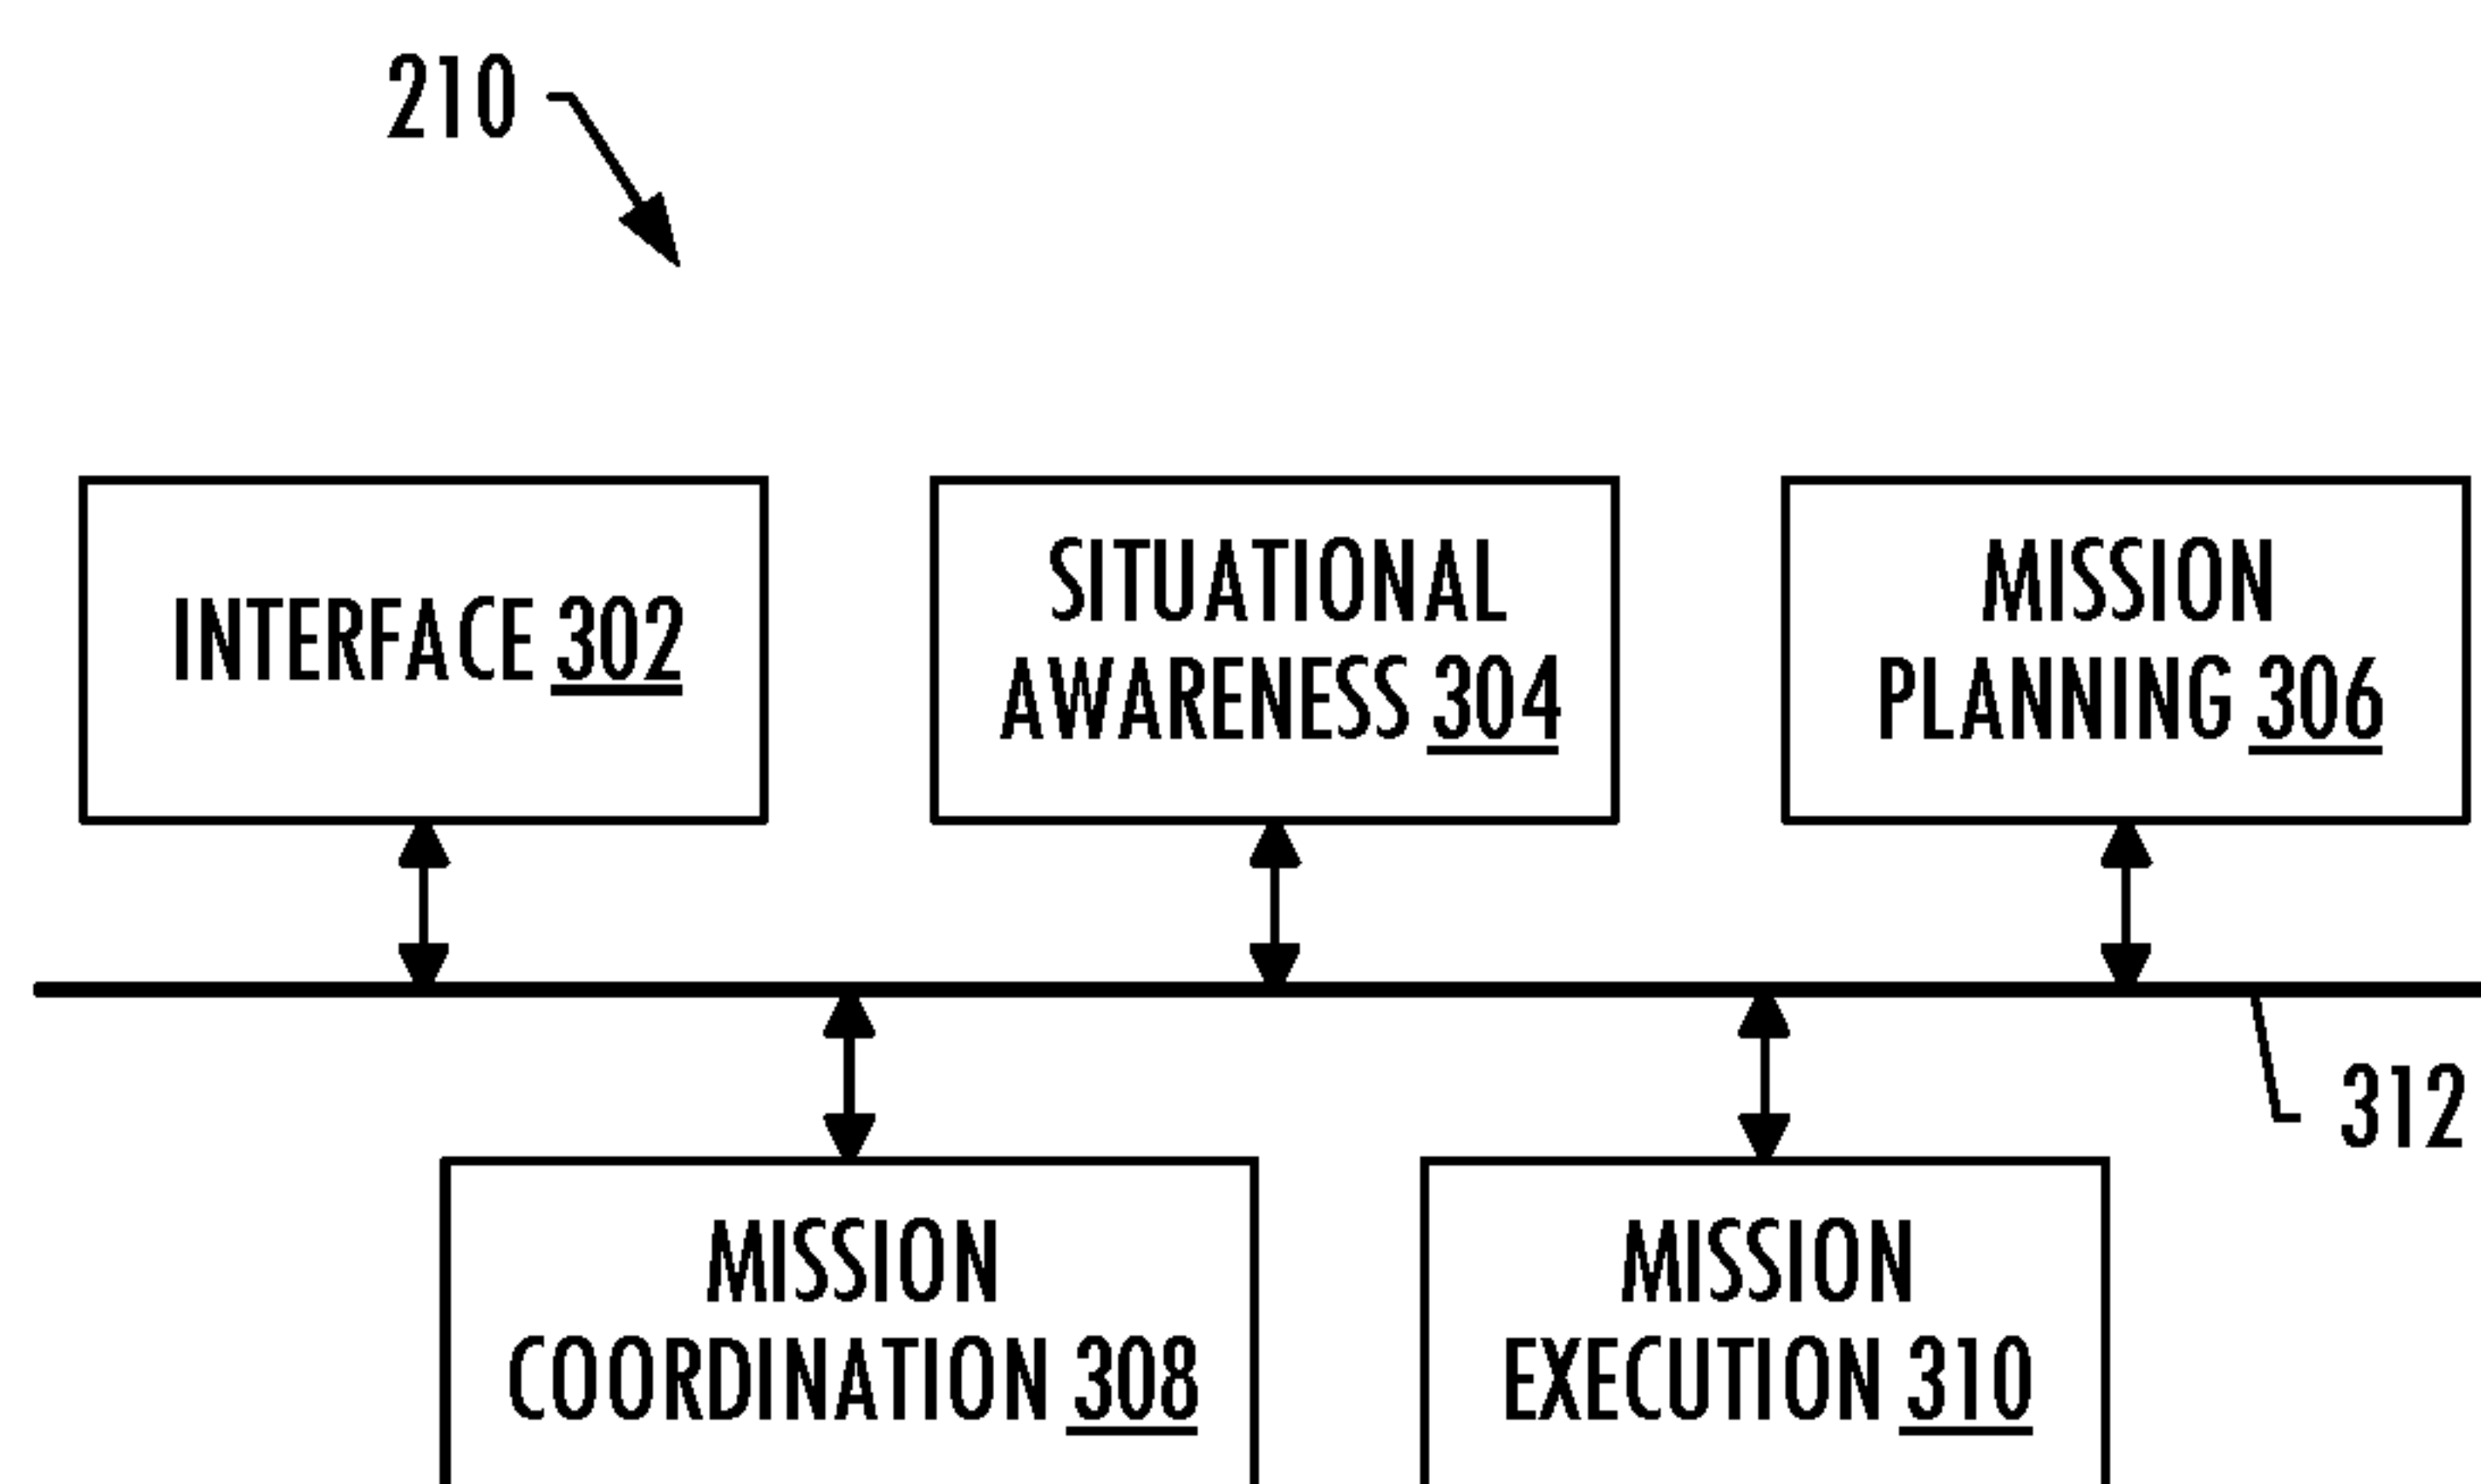 210
INTERFACE 302
SITUATIONAL
AWARENESS 304
MISSION
PLANNING 306
312
MISSION
COORDINATION 308
MISSION
EXECUTION 310